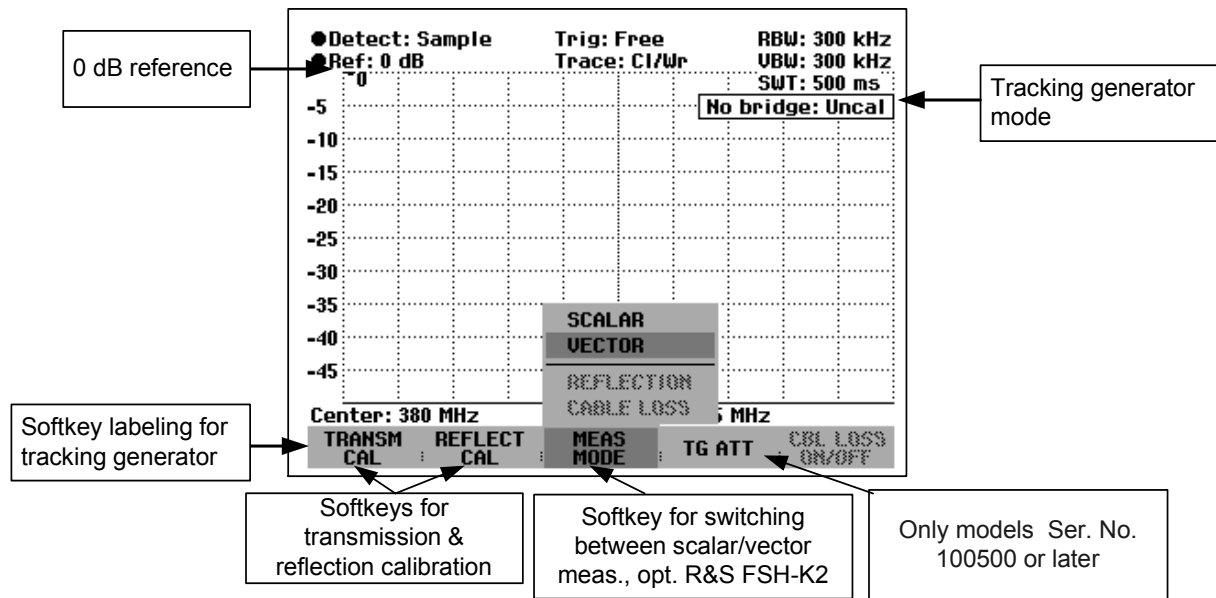 0 dB reference
Detect: Sample Trig: Free RBW: 300 kHz
Ref: 0 dB Trace: Cl/Wr VBW: 300 kHz
0 SWT: 500 ms
-5 No bridge: Uncal
-10
-15
-20
-25
-30
-35
-40
-45
Tracking generator
mode
SCALAR
VECTOR
REFLECTION
CABLE LOSS
Center: 380 MHz MHz
TRANSM REFLECT MEAS TG ATT CBL LOSS
CAL CAL MODE ON/OFF
Softkey labeling for
tracking generator
Softkeys for
transmission &
reflection calibration
Softkey for switching
between scalar/vector
meas., opt. R&S FSH-K2
Only models Ser. No.
100500 or later